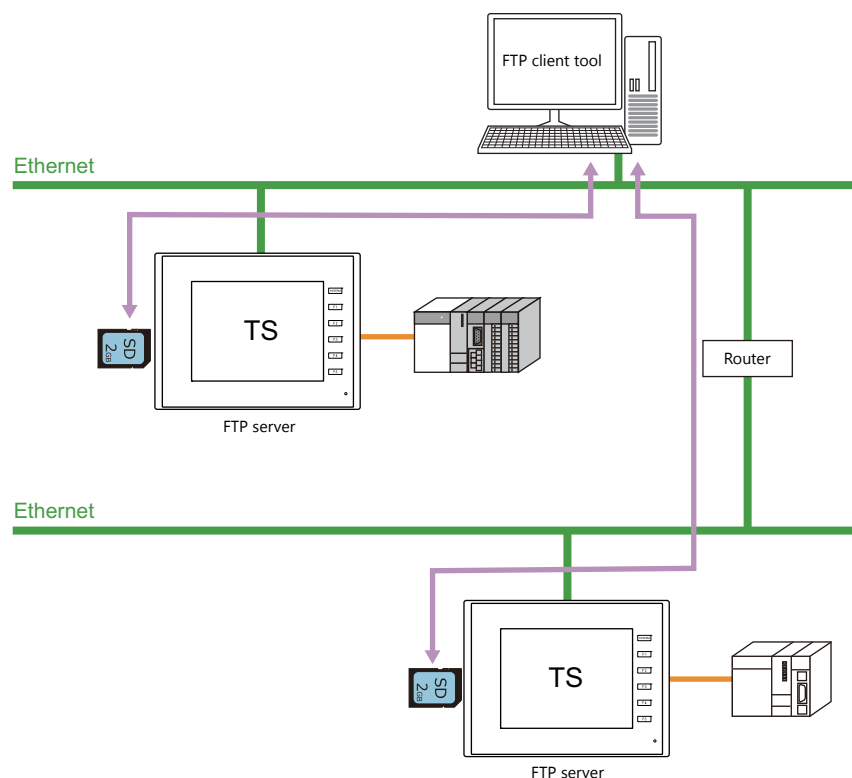 FTP client tool
Ethernet
TS
SD
2GB
FTP server
Router
Ethernet
TS
SD
2GB
FTP server